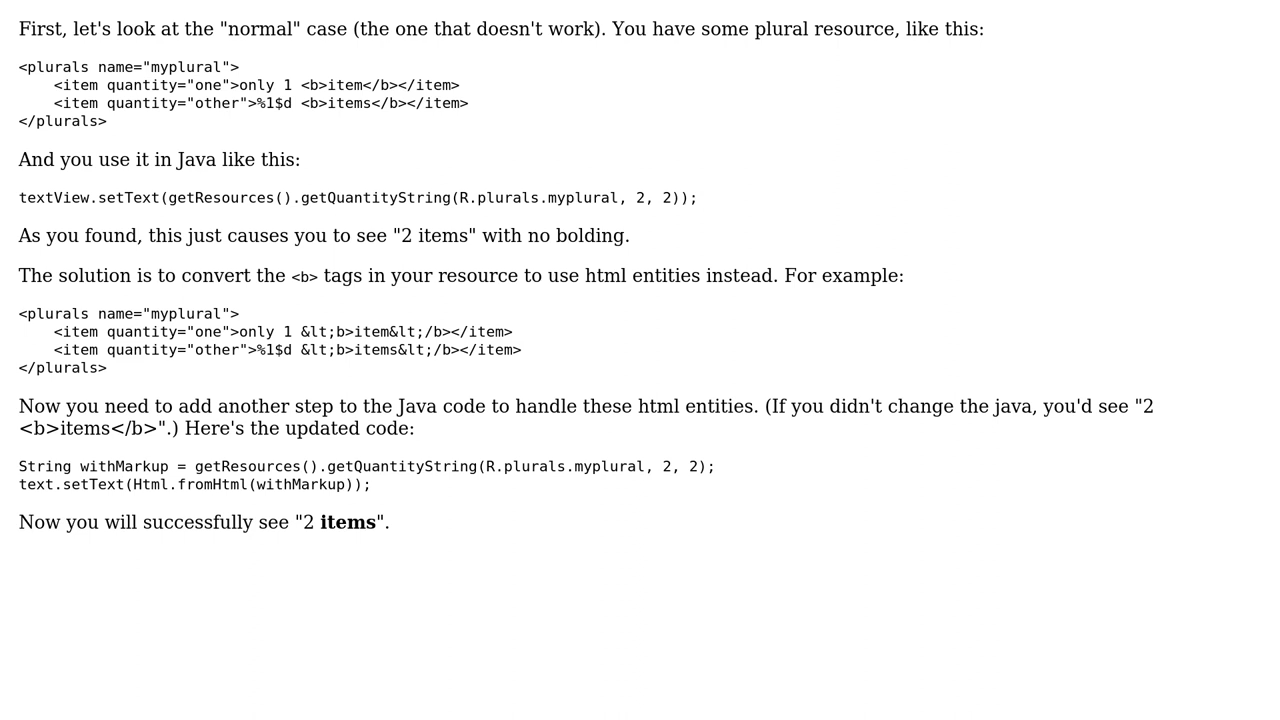 First, let's look at the "normal" case (the one that doesn't work). You have some plural resource, like this:
<plurals name="myplural">
    <item quantity="one">only 1 <b>item</b></item>
    <item quantity="other">%1$d <b>items</b></item>
</plurals>
And you use it in Java like this:
textView.setText(getResources().getQuantityString(R.plurals.myplural, 2, 2));
As you found, this just causes you to see "2 items" with no bolding.
The solution is to convert the <b> tags in your resource to use html entities instead. For example:
<plurals name="myplural">
    <item quantity="one">only 1 &lt;b>item&lt;/b></item>
    <item quantity="other">%1$d &lt;b>items&lt;/b></item>
</plurals>
Now you need to add another step to the Java code to handle these html entities. (If you didn't change the java, you'd see "2
<b>items</b>".) Here's the updated code:
String withMarkup = getResources().getQuantityString(R.plurals.myplural, 2, 2);
text.setText(Html.fromHtml(withMarkup));
Now you will successfully see "2 items".